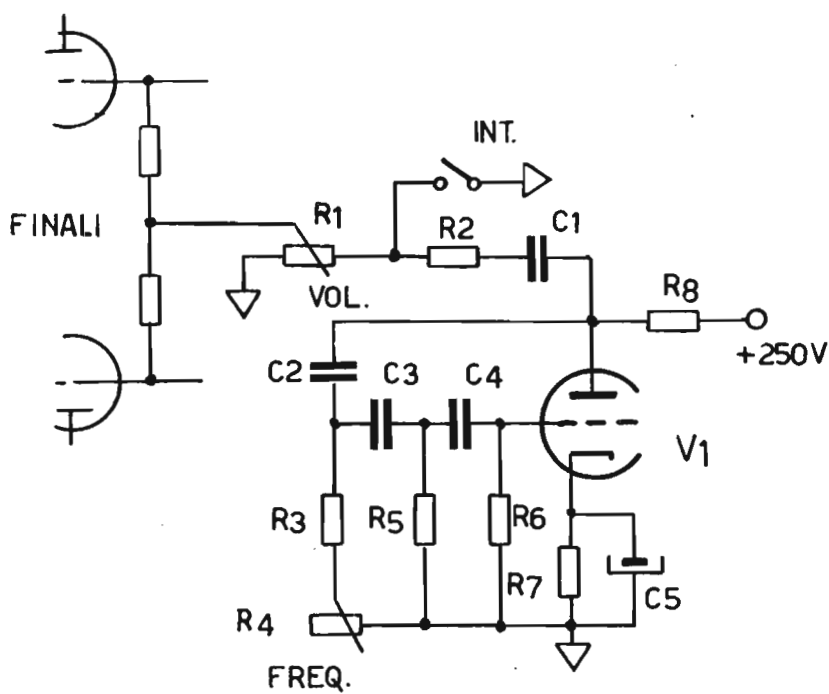 INT.
R1
R2
C1
FINALI
VOL.
R8
+250V
C2
C3
C4
V1
R3
R5
R6
R7
C5
R4
FREQ.